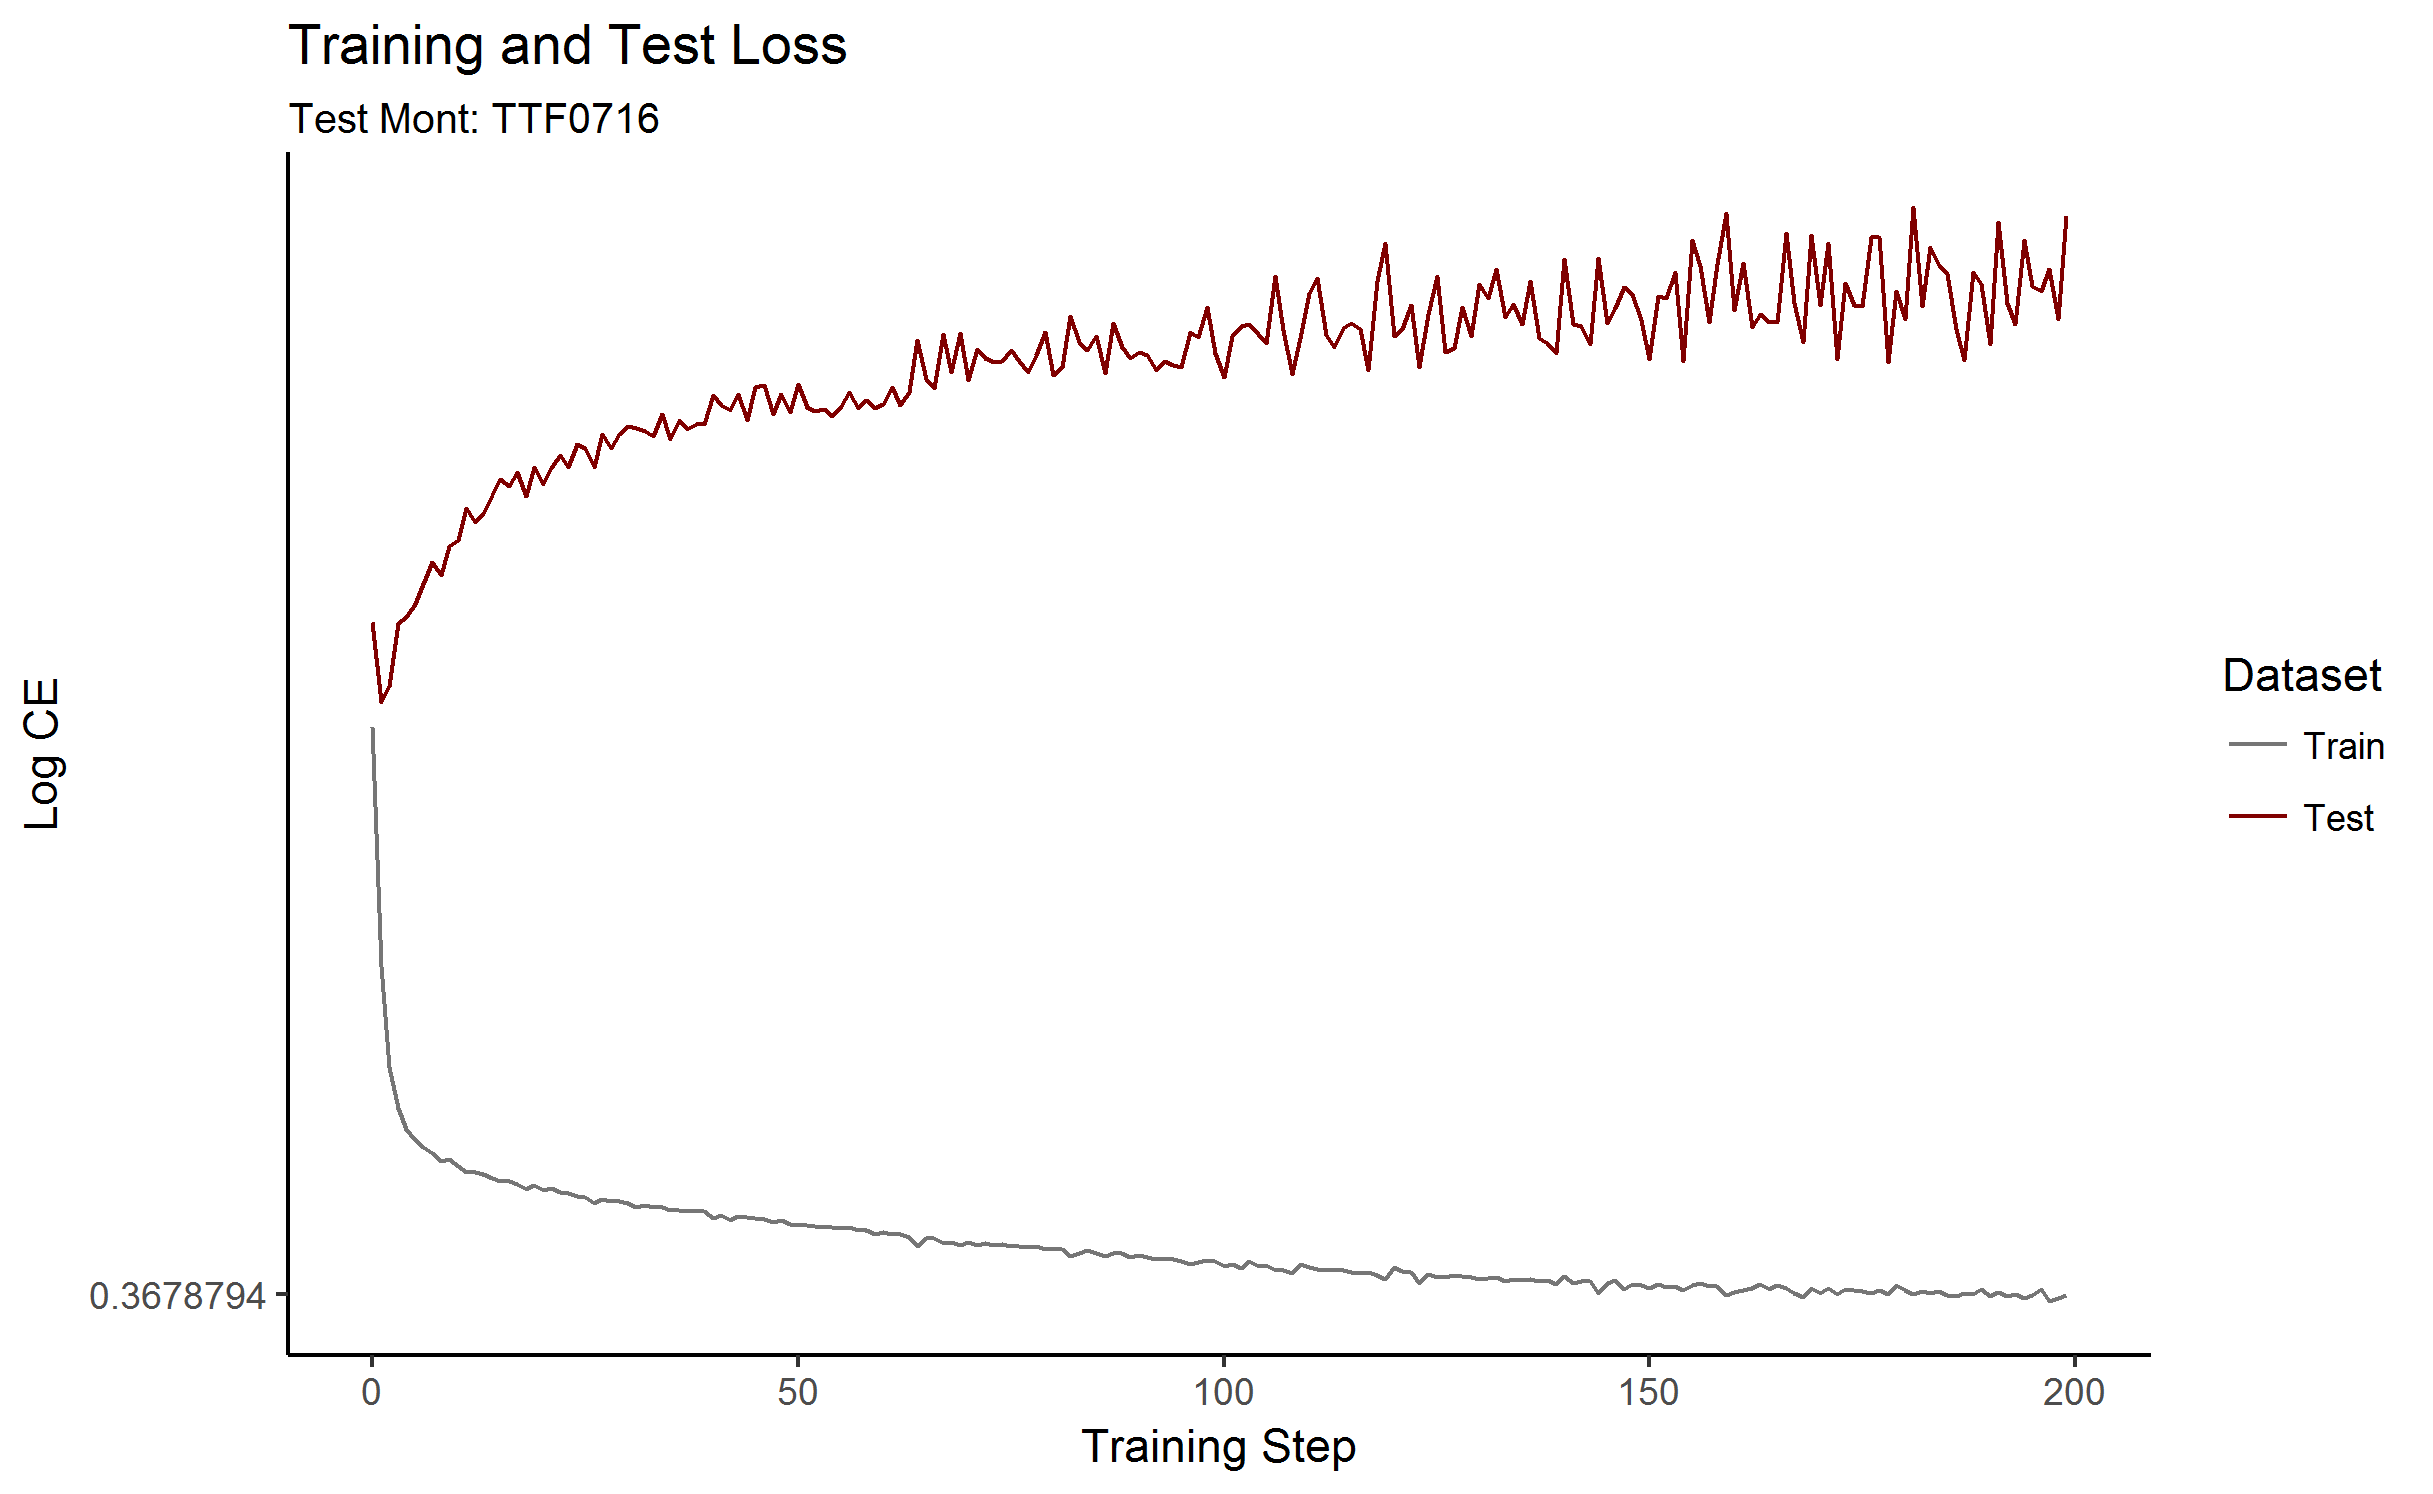 Training and Test Loss
Test Mont: TTF0716
Log CE
0.3678794
0 50 100 150 200
Training Step
Dataset
Train
Test